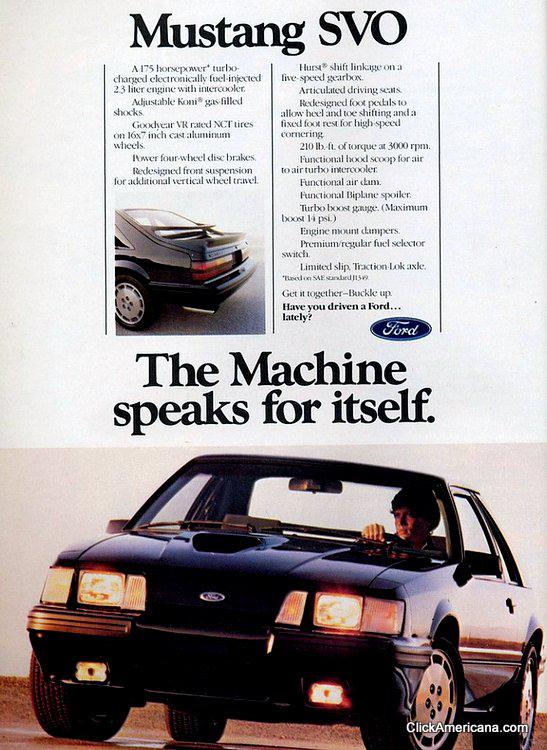 Mustang SVO
A 175 horsepower* turbo-
charged electronically fuel-injected
2.3 liter engine with intercooler.
Adjustable Koni® gas-filled
shocks.
Goodyear VR rated NCT tires
on 16x7 inch cast aluminum
wheels.
Power four-wheel disc brakes.
Redesigned front suspension
for additional vertical wheel travel.
Hurst® shift linkage on a
five-speed gearbox.
Articulated driving seats.
Redesigned foot pedals to
allow heel and toe shifting and a
fixed foot rest for high-speed
cornering.
210 lb.-ft. of torque at 3000 rpm.
Functional hood scoop for air
to air turbo intercooler.
Functional air dam.
Functional Biplane spoiler.
Turbo boost gauge. (Maximum
boost 14 psi.)
Engine mount dampers.
Premium/regular fuel selector
switch.
Limited slip, Traction-Lok axle.
*Based on SAE standard J1349.
Get it together—Buckle up.
Have you driven a Ford...
lately?
Ford
The Machine
speaks for itself.
Ford
ClickAmericana.com